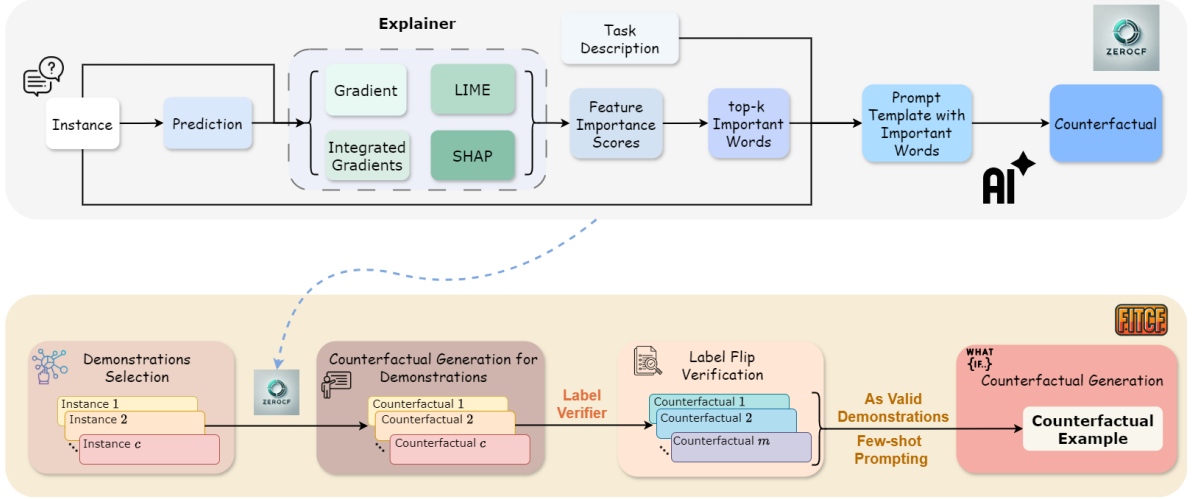 Explainer
Task
Description
ZEROCF
Instance
Prediction
Gradient
LIME
Integrated
Gradients
SHAP
Feature
Importance
Scores
top-k
Important
Words
Prompt
Template with
Important
Words
Counterfactual
AI
FITCF
Demonstrations
Selection
Instance 1
Instance 2
Instance c
ZEROCF
Counterfactual Generation for
Demonstrations
Counterfactual 1
Counterfactual 2
Counterfactual c
Label
Verifier
Label Flip
Verification
Counterfactual 1
Counterfactual 2
Counterfactual m
As Valid
Demonstrations
Few-shot
Prompting
WHAT
{IF..}
Counterfactual Generation
Counterfactual
Example